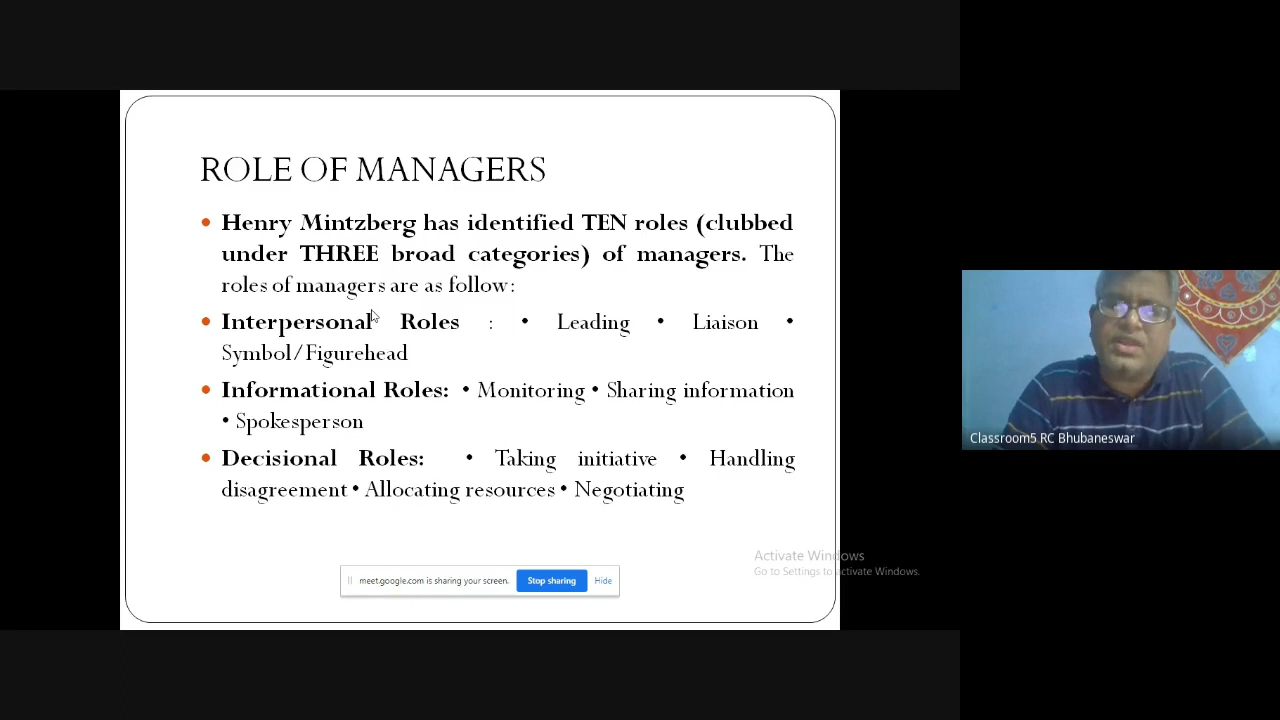 ROLE OF MANAGERS
• Henry Mintzberg has identified TEN roles (clubbed
under THREE broad categories) of managers. The
roles of managers are as follow:
• Interpersonal Roles : • Leading • Liaison •
Symbol/Figurehead
• Informational Roles: • Monitoring • Sharing information
• Spokesperson
• Decisional Roles: • Taking initiative • Handling
disagreement • Allocating resources • Negotiating
Activate Windows
Go to Settings to activate Windows.
meet.google.com is sharing your screen. Stop sharing Hide
Classroom5 RC Bhubaneswar